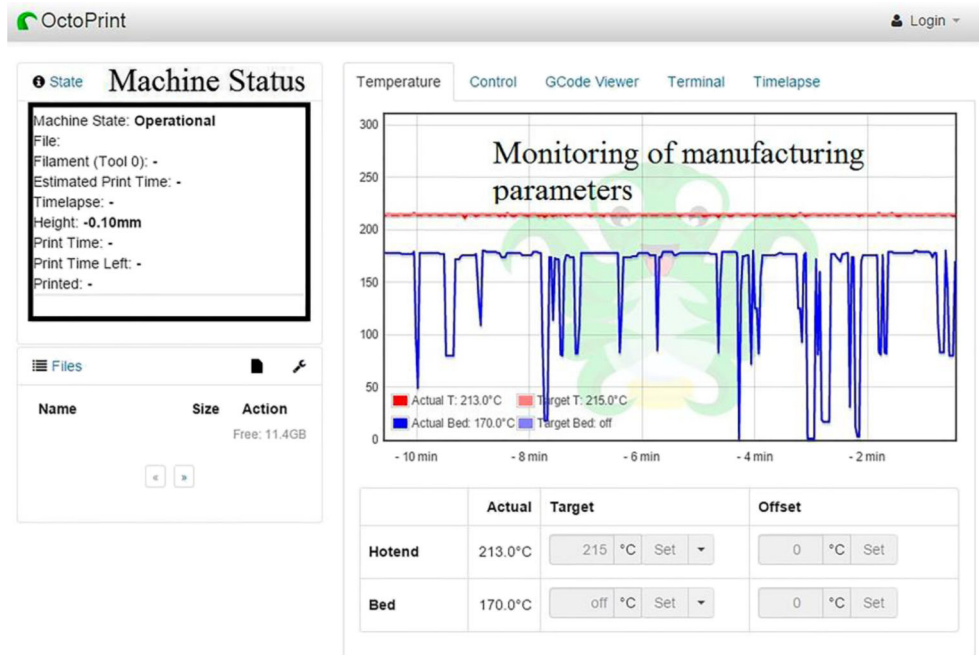 OctoPrint
Login
State
Machine Status
Machine State: Operational
File:
Filament (Tool 0): -
Estimated Print Time: -
Timelapse: -
Height: -0.10mm
Print Time: -
Print Time Left: -
Printed: -
Files
Name Size Action
Free: 11.4GB
« »
Temperature Control GCode Viewer Terminal Timelapse
Monitoring of manufacturing
parameters
300
250
200
150
100
50
0
Actual T: 213.0°C Target T: 215.0°C
Actual Bed: 170.0°C Target Bed: off
- 10 min - 8 min - 6 min - 4 min - 2 min
Actual Target Offset
Hotend 213.0°C 215 °C Set 0 °C Set
Bed 170.0°C off °C Set 0 °C Set